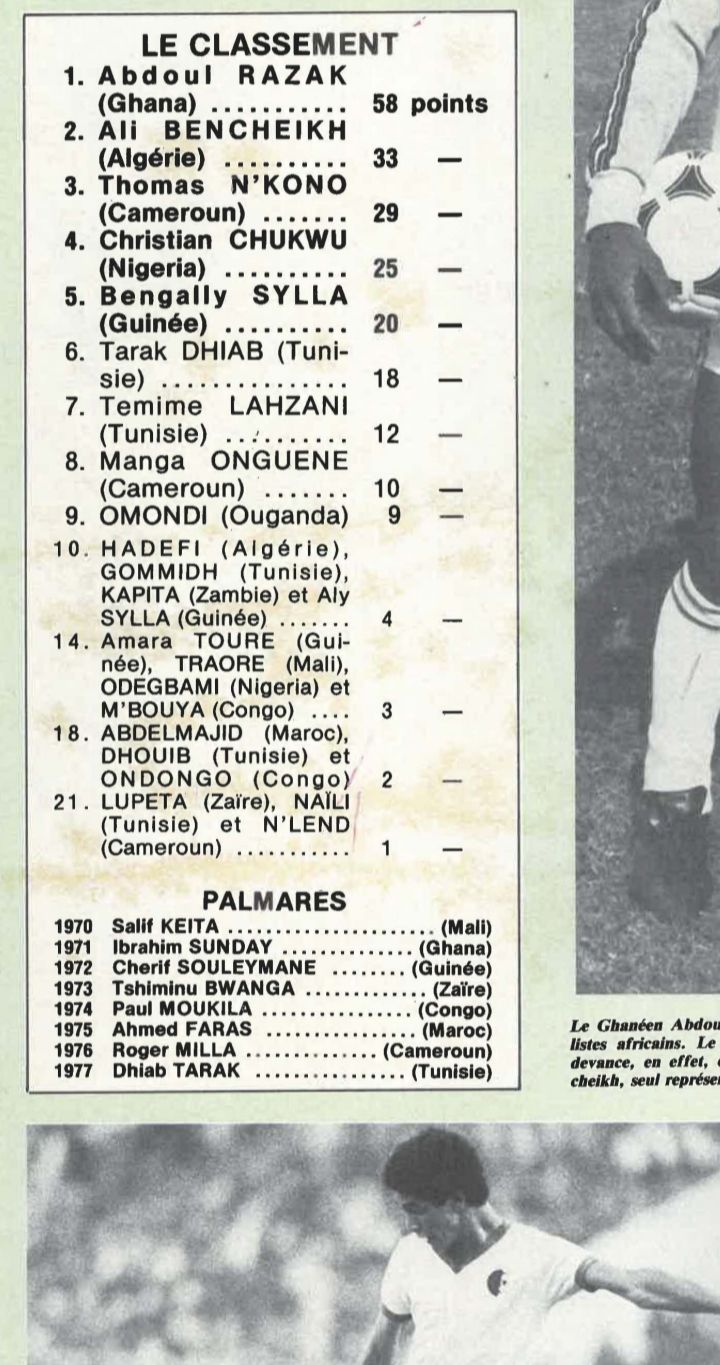 LE CLASSEMENT
1. Abdoul RAZAK
(Ghana) ........... 58 points
2. Ali BENCHEIKH
(Algérie) .......... 33 —
3. Thomas N'KONO
(Cameroun) ....... 29 —
4. Christian CHUKWU
(Nigeria) .......... 25 —
5. Bengally SYLLA
(Guinée) .......... 20 —
6. Tarak DHIAB (Tuni-
sie) ............... 18 —
7. Temime LAHZANI
(Tunisie) .......... 12 —
8. Manga ONGUENE
(Cameroun) ....... 10 —
9. OMONDI (Ouganda) 9 —
10. HADEFI (Algérie),
GOMMIDH (Tunisie),
KAPITA (Zambie) et Aly
SYLLA (Guinée) ....... 4 —
14. Amara TOURE (Gui-
née), TRAORE (Mali),
ODEGBAMI (Nigeria) et
M'BOUYA (Congo) .... 3 —
18. ABDELMAJID (Maroc),
DHOUIB (Tunisie) et
ONDONGO (Congo) 2 —
21. LUPETA (Zaïre), NAÏLI
(Tunisie) et N'LEND
(Cameroun) ........... 1 —
PALMARES
1970 Salif KEITA ...................... (Mali)
1971 Ibrahim SUNDAY .............. (Ghana)
1972 Cherif SOULEYMANE ........ (Guinée)
1973 Tshiminu BWANGA ............. (Zaïre)
1974 Paul MOUKILA ................ (Congo)
1975 Ahmed FARAS ................ (Maroc)
1976 Roger MILLA .............. (Cameroun)
1977 Dhiab TARAK ................ (Tunisie)
Le Ghanéen Abdou
listes africains. Le
devance, en effet,
cheikh, seul représe